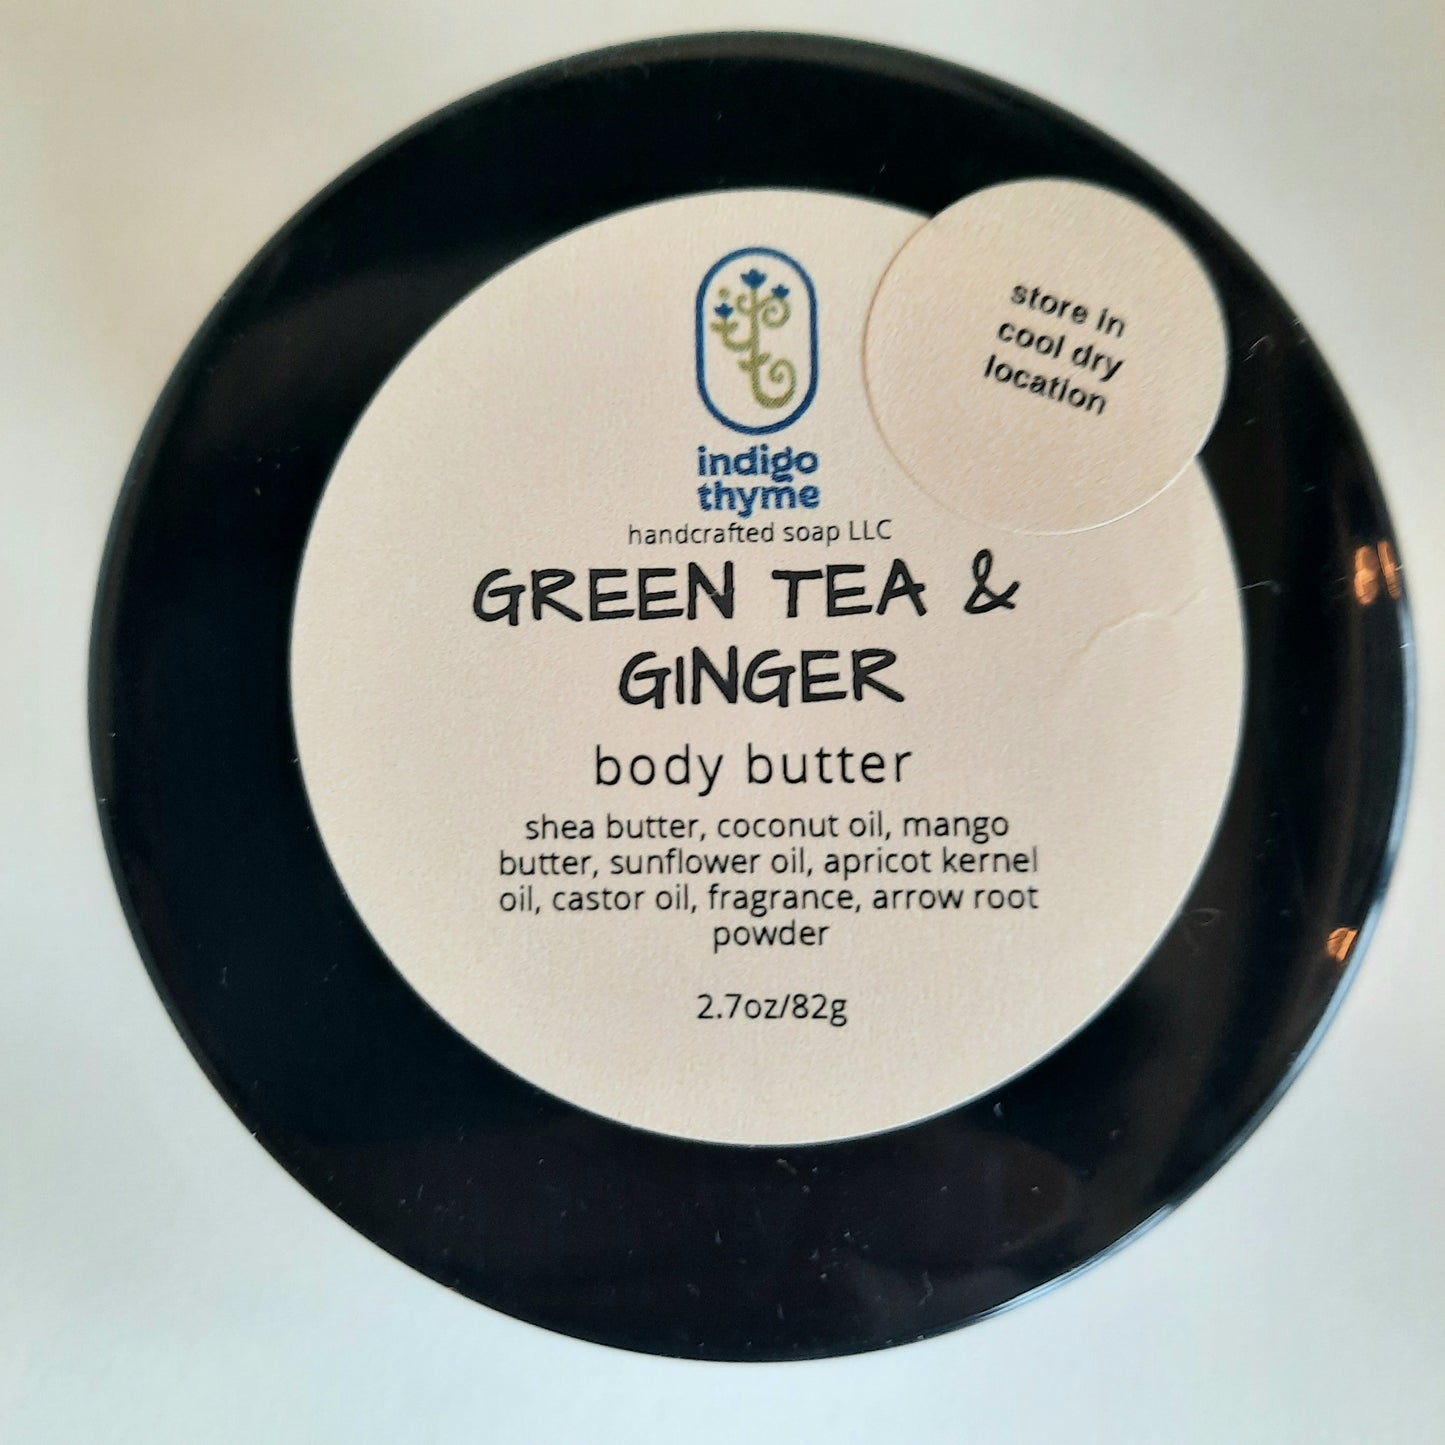 store in
cool dry
location
indigo
thyme
handcrafted soap LLC
GREEN TEA &
GINGER
body butter
shea butter, coconut oil, mango
butter, sunflower oil, apricot kernel
oil, castor oil, fragrance, arrow root
powder
2.7oz/82g